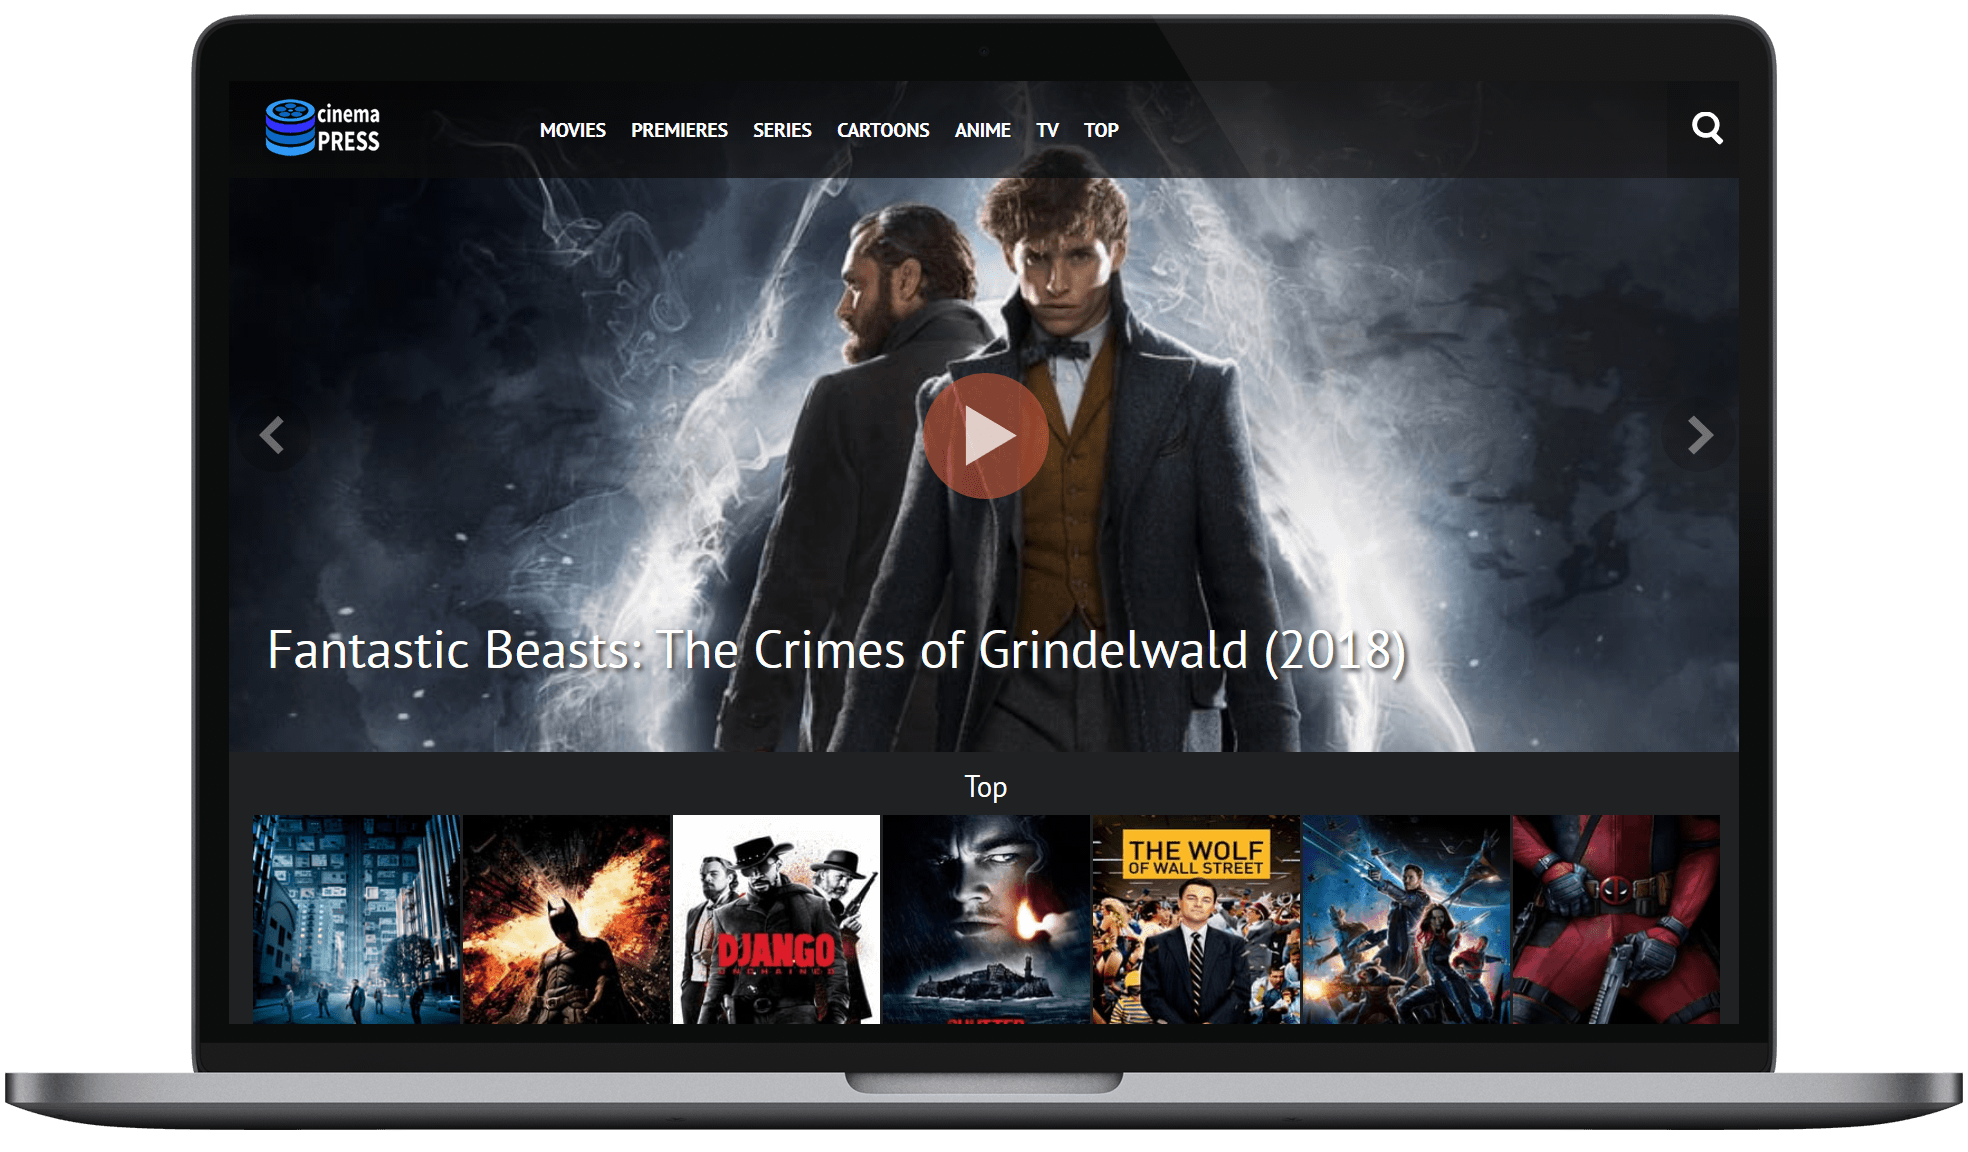 cinema
PRESS
MOVIES PREMIERES SERIES CARTOONS ANIME TV TOP
Fantastic Beasts: The Crimes of Grindelwald (2018)
Top
DJANGO
UNCHAINED
SHUTTER
THE WOLF
OF WALL STREET